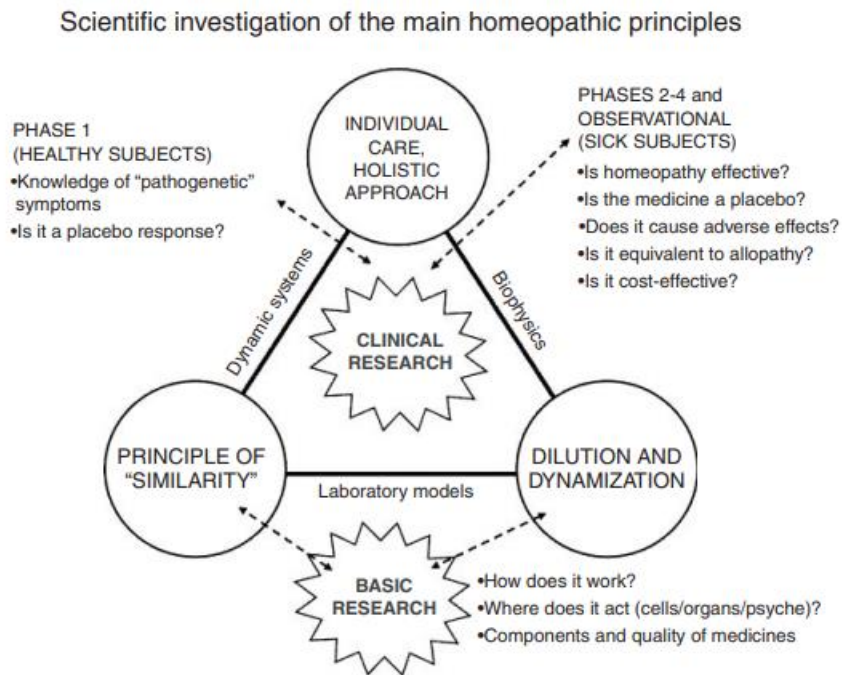 Scientific investigation of the main homeopathic principles
PHASE 1
(HEALTHY SUBJECTS)
•Knowledge of “pathogenetic”
symptoms
•Is it a placebo response?
INDIVIDUAL
CARE,
HOLISTIC
APPROACH
PHASES 2-4 and
OBSERVATIONAL
(SICK SUBJECTS)
•Is homeopathy effective?
•Is the medicine a placebo?
•Does it cause adverse effects?
•Is it equivalent to allopathy?
•Is it cost-effective?
Dynamic systems
Biophysics
CLINICAL
RESEARCH
PRINCIPLE OF
“SIMILARITY”
Laboratory models
DILUTION AND
DYNAMIZATION
BASIC
RESEARCH
•How does it work?
•Where does it act (cells/organs/psyche)?
•Components and quality of medicines